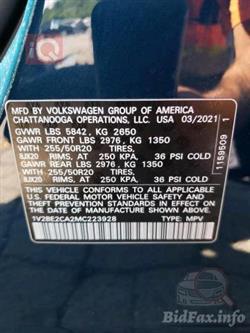 MFD BY VOLKSWAGEN GROUP OF AMERICA
CHATTANOOGA OPERATIONS, LLC. USA 03/2021
GVWR LBS 5842, KG 2650
GAWR FRONT LBS 2976, KG 1350
WITH 255/50R20 TIRES,
8JX20 RIMS, AT 250 KPA, 36 PSI COLD
GAWR REAR LBS 2976, KG 1350
WITH 255/50R20 TIRES,
8JX20 RIMS, AT 250 KPA, 36 PSI COLD
THIS VEHICLE CONFORMS TO ALL APPLICABLE
U.S. FEDERAL MOTOR VEHICLE SAFETY
STANDARDS IN EFFECT ON THE DATE OF
MANUFACTURE SHOWN ABOVE.
1V2BE2CA2MC223928 TYPE: MPV
1159509 1
BidFax.info